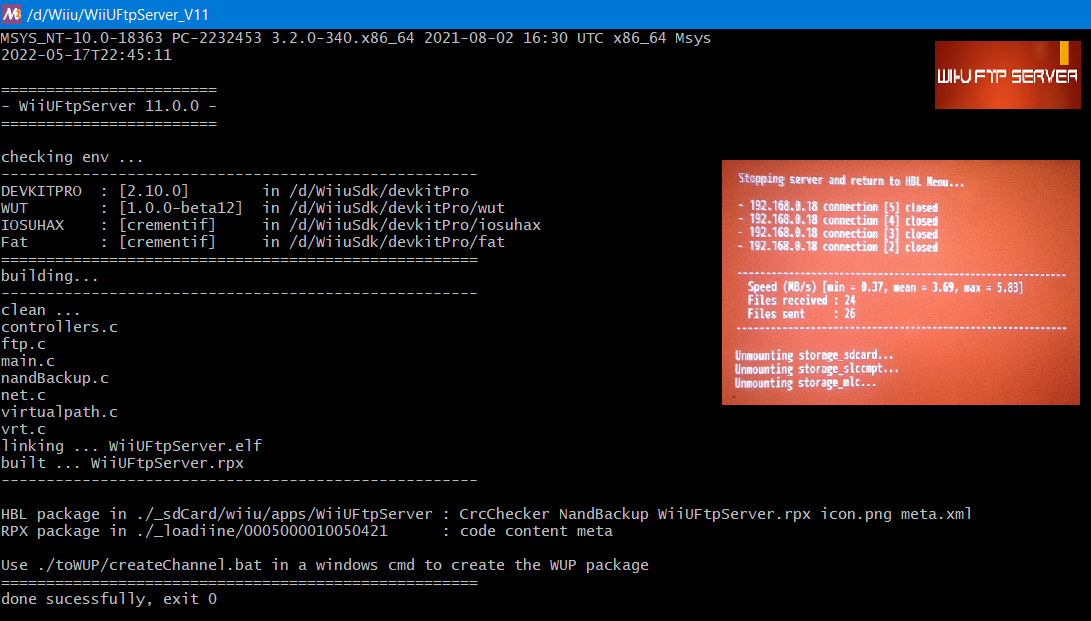 /d/Wiiu/WiiUFtpServer_V11
MSYS_NT-10.0-18363 PC-2232453 3.2.0-340.x86_64 2021-08-02 16:30 UTC x86_64 Msys
2022-05-17T22:45:11
========================
- WiiUFtpServer 11.0.0 -
========================
checking env ...
-----------------------------------------------------
DEVKITPRO  : [2.10.0]        in /d/WiiuSdk/devkitPro
WUT        : [1.0.0-beta12]  in /d/WiiuSdk/devkitPro/wut
IOSUHAX    : [crementif]     in /d/WiiuSdk/devkitPro/iosuhax
Fat        : [crementif]     in /d/WiiuSdk/devkitPro/fat
=====================================================
building...
-----------------------------------------------------
clean ...
controllers.c
ftp.c
main.c
nandBackup.c
net.c
virtualpath.c
vrt.c
linking ... WiiUFtpServer.elf
built ... WiiUFtpServer.rpx
-----------------------------------------------------
HBL package in ./_sdCard/wiiu/apps/WiiUFtpServer : CrcChecker NandBackup WiiUFtpServer.rpx icon.png meta.xml
RPX package in ./_loadiine/0005000010050421      : code content meta
Use ./toWUP/createChannel.bat in a windows cmd to create the WUP package
=====================================================
done sucessfully, exit 0
WII-U FTP SERVER
Stopping server and return to HBL Menu...
- 192.168.0.18 connection [5] closed
- 192.168.0.18 connection [4] closed
- 192.168.0.18 connection [3] closed
- 192.168.0.18 connection [2] closed
------------------------------------------------------------
Speed (MB/s) [min = 0.37, mean = 3.69, max = 5.83]
Files received : 24
Files sent     : 26
------------------------------------------------------------
Unmounting storage_sdcard...
Unmounting storage_slccmpt...
Unmounting storage_mlc...